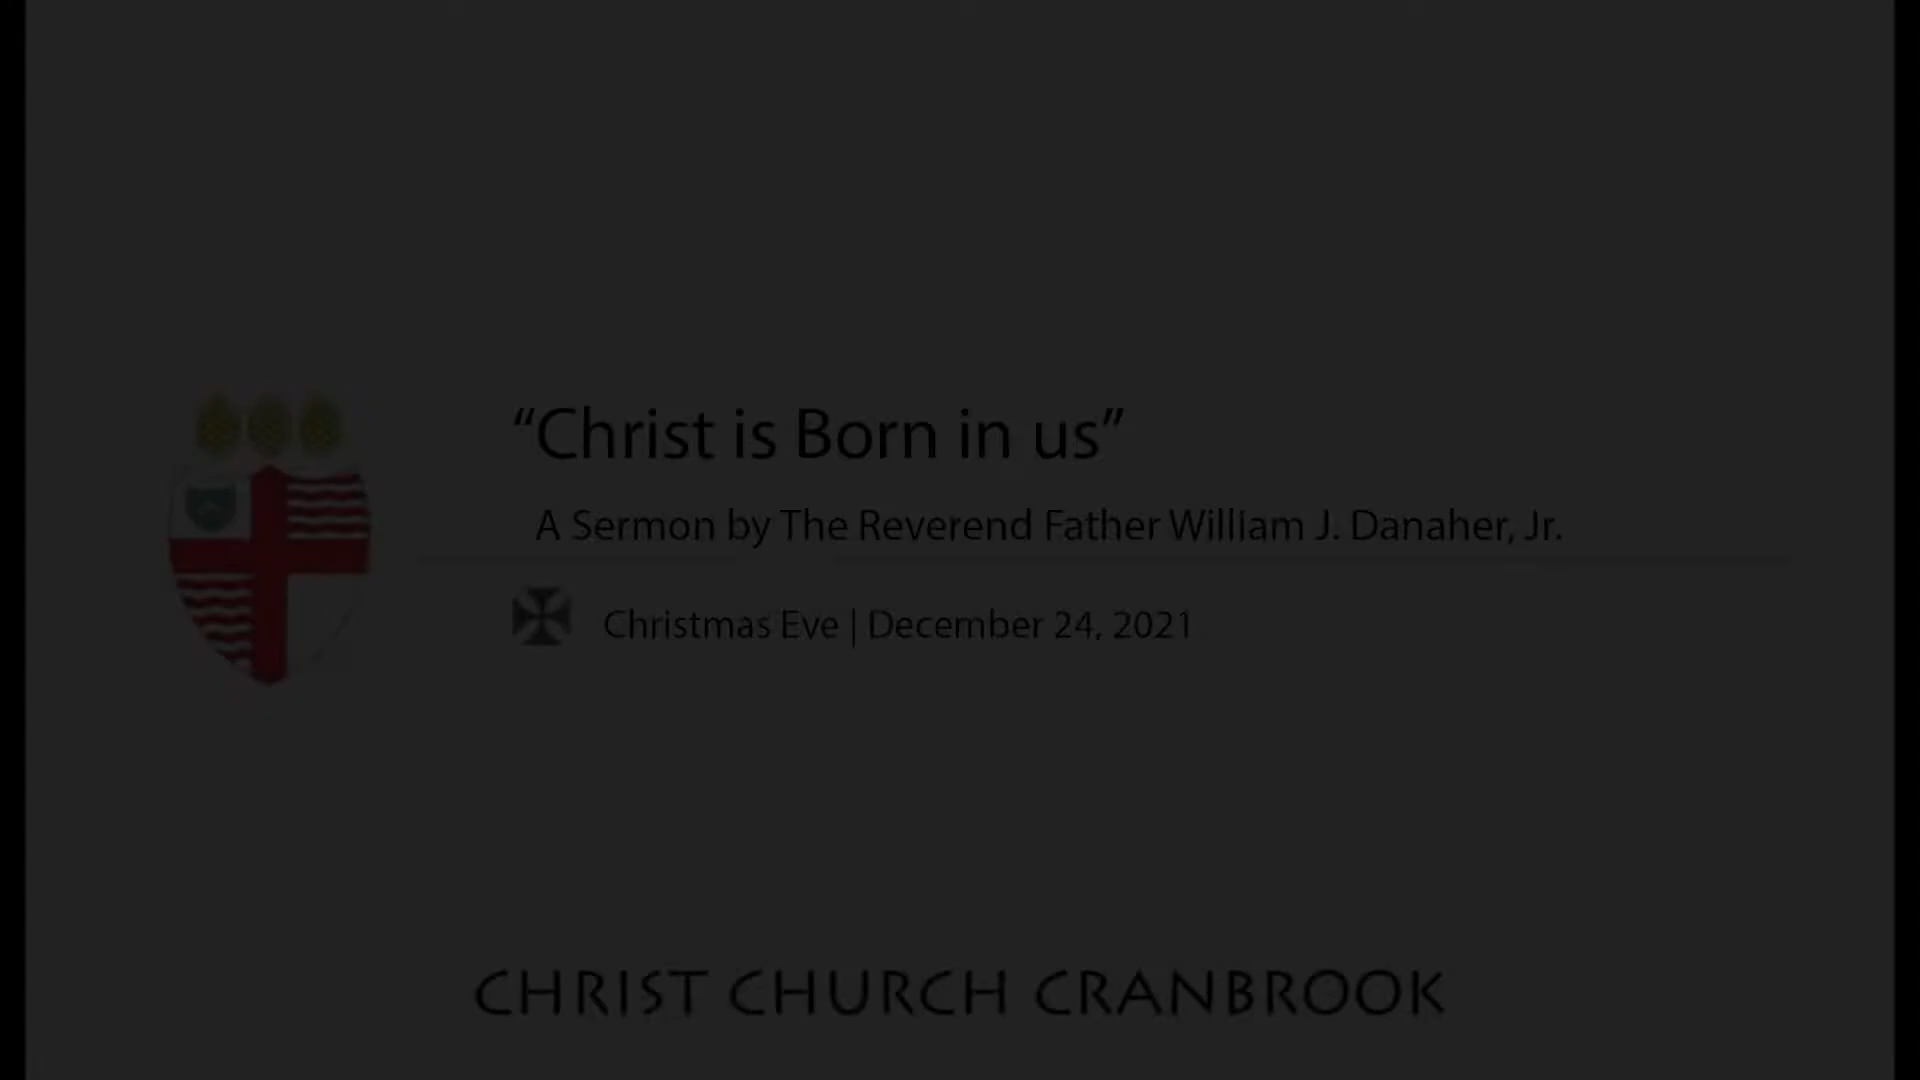 “Christ is Born in us”
A Sermon by The Reverend Father William J. Danaher, Jr.
Christmas Eve | December 24, 2021
CHRIST CHURCH CRANBROOK